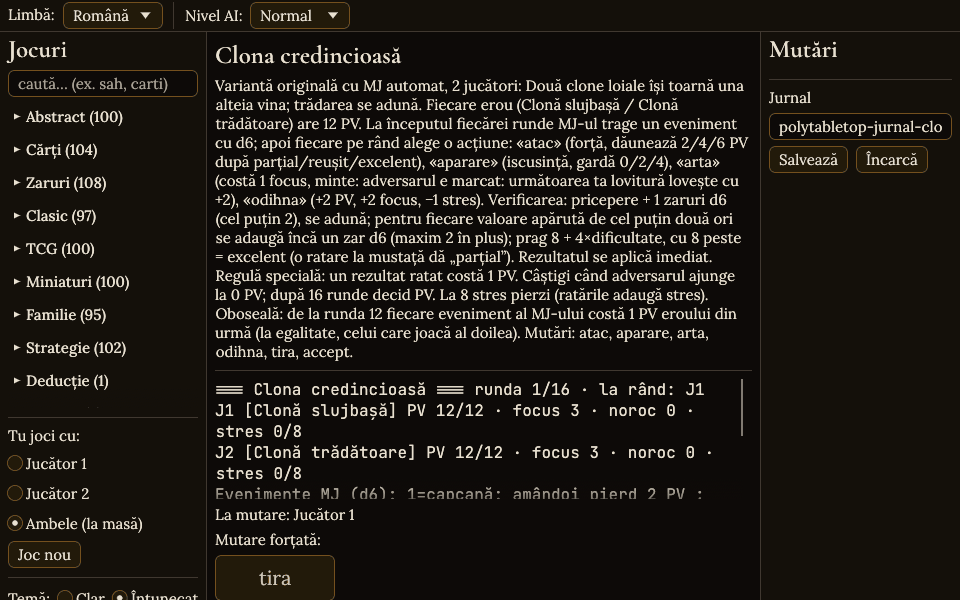 Limbă: Română ▼ Nivel AI: Normal ▼
Jocuri
caută... (ex. sah, carti)
▸ Abstract (100)
▸ Cărți (104)
▸ Zaruri (108)
▸ Clasic (97)
▸ TCG (100)
▸ Miniaturi (100)
▸ Familie (95)
▸ Strategie (102)
▸ Deducție (1)
Tu joci cu:
Jucător 1
Jucător 2
Ambele (la masă)
Joc nou
Temă: Clar Întunecat
Clona credincioasă
Variantă originală cu MJ automat, 2 jucători: Două clone loiale își toarnă una
alteia vina; trădarea se adună. Fiecare erou (Clonă slujbașă / Clonă
trădătoare) are 12 PV. La începutul fiecărei runde MJ-ul trage un eveniment
cu d6; apoi fiecare pe rând alege o acțiune: «atac» (forță, dăunează 2/4/6 PV
după parțial/reușit/excelent), «aparare» (iscusință, gardă 0/2/4), «arta»
(costă 1 focus, minte: adversarul e marcat: următoarea ta lovitură lovește cu
+2), «odihna» (+2 PV, +2 focus, −1 stres). Verificarea: pricepere + 1 zaruri d6
(cel puțin 2), se adună; pentru fiecare valoare apărută de cel puțin două ori
se adaugă încă un zar d6 (maxim 2 în plus); prag 8 + 4×dificultate, cu 8 peste
= excelent (o ratare la mustață dă „parțial”). Rezultatul se aplică imediat.
Regulă specială: un rezultat ratat costă 1 PV. Câștigi când adversarul ajunge
la 0 PV; după 16 runde decid PV. La 8 stres pierzi (ratările adaugă stres).
Oboseală: de la runda 12 fiecare eveniment al MJ-ului costă 1 PV eroului din
urmă (la egalitate, celui care joacă al doilea). Mutări: atac, aparare, arta,
odihna, tira, accept.
═══ Clona credincioasă ═══ runda 1/16 · la rând: J1
J1 [Clonă slujbașă] PV 12/12 · focus 3 · noroc 0 ·
stres 0/8
J2 [Clonă trădătoare] PV 12/12 · focus 3 · noroc 0 ·
stres 0/8
Evenimente MJ (d6): 1=capcană: amândoi pierd 2 PV ;
La mutare: Jucător 1
Mutare forțată:
tira
Mutări
Jurnal
polytabletop-jurnal-clo
Salvează Încarcă